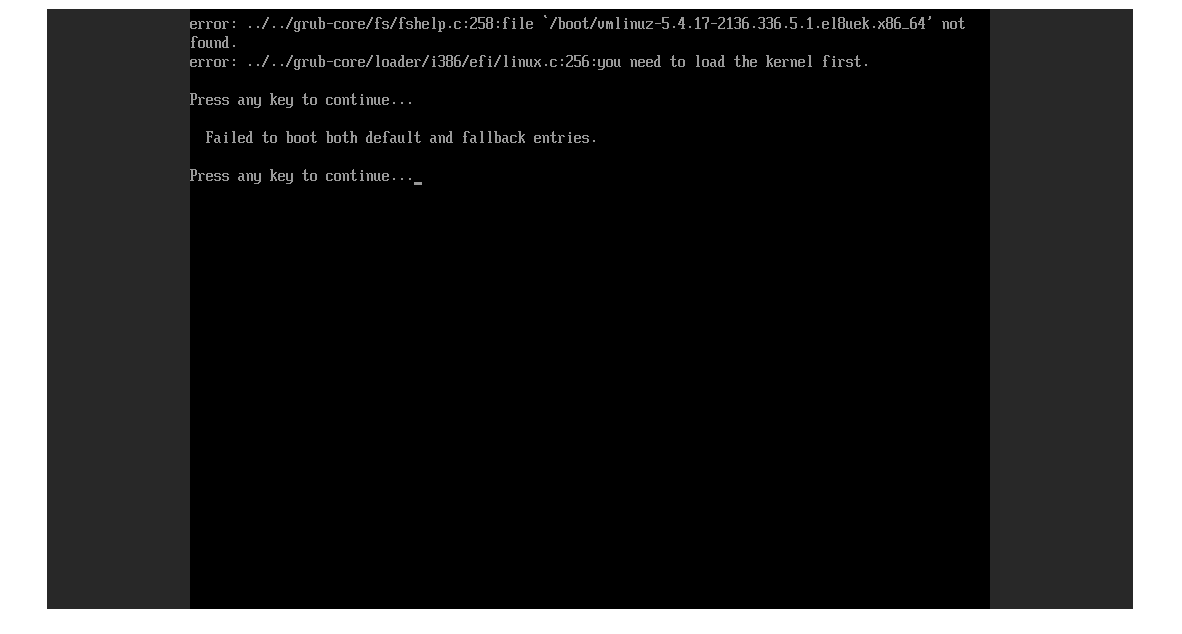 error: ../../grub-core/fs/fshelp.c:258:file `/boot/vmlinuz-5.4.17-2136.336.5.1.el8uek.x86_64' not
found.
error: ../../grub-core/loader/i386/efi/linux.c:256:you need to load the kernel first.
Press any key to continue...
Failed to boot both default and fallback entries.
Press any key to continue..._